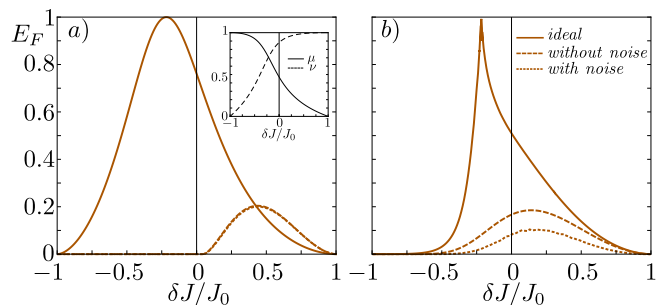 E_F
1
0.8
0.6
0.4
0.2
0
a)
1
0.5
0
μ
ν
−1 0 1
δJ/J_0
−1 −0.5 0 0.5 1
δJ/J_0
b)
ideal
without noise
with noise
−1 −0.5 0 0.5 1
δJ/J_0